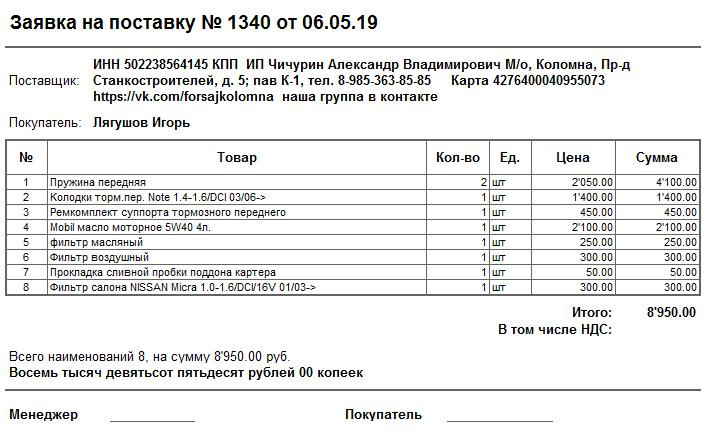 Заявка на поставку № 1340 от 06.05.19
ИНН 502238564145 КПП ИП Чичурин Александр Владимирович М/о, Коломна, Пр-д
Поставщик: Станкостроителей, д. 5; пав К-1, тел. 8-985-363-85-85 Карта 4276400040955073
https://vk.com/forsajkolomna наша группа в контакте
Покупатель: Лягушов Игорь
№ Товар Кол-во Ед. Цена Сумма
1 Пружина передняя 2 шт 2'050.00 4'100.00
2 Колодки торм.пер. Note 1.4-1.6/DCI 03/06-> 1 шт 1'400.00 1'400.00
3 Ремкомплект суппорта тормозного переднего 1 шт 450.00 450.00
4 Mobil масло моторное 5W40 4л. 1 шт 2'100.00 2'100.00
5 фильтр масляный 1 шт 250.00 250.00
6 Фильтр воздушный 1 шт 300.00 300.00
7 Прокладка сливной пробки поддона картера 1 шт 50.00 50.00
8 Фильтр салона NISSAN Micra 1.0-1.6/DCI/16V 01/03-> 1 шт 300.00 300.00
Итого: 8'950.00
В том числе НДС:
Всего наименований 8, на сумму 8'950.00 руб.
Восемь тысяч девятьсот пятьдесят рублей 00 копеек
Менеджер Покупатель